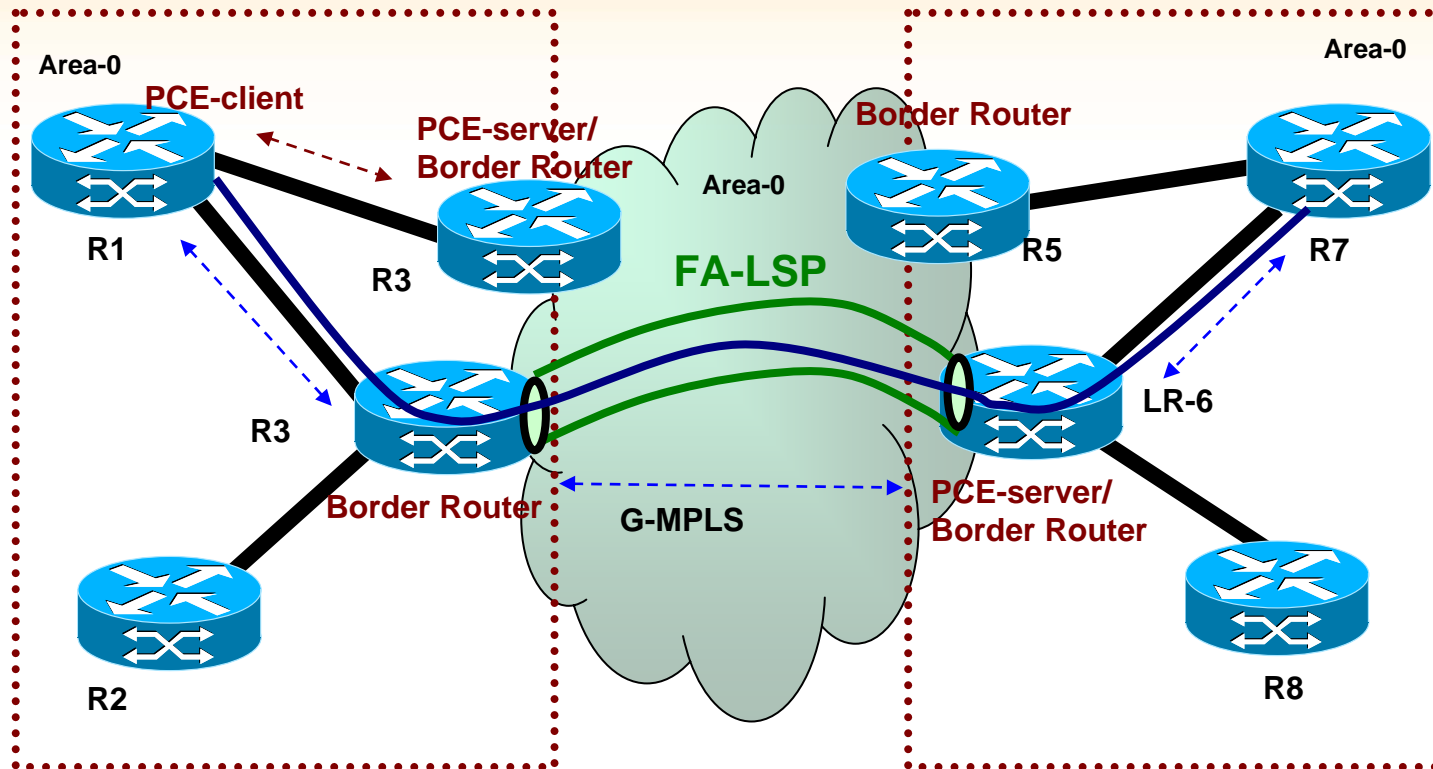 Area-0
PCE-client
R1
PCE-server/
Border Router
R3
R3
Border Router
R2
Area-0
FA-LSP
G-MPLS
Area-0
Border Router
R5
R7
LR-6
PCE-server/
Border Router
R8